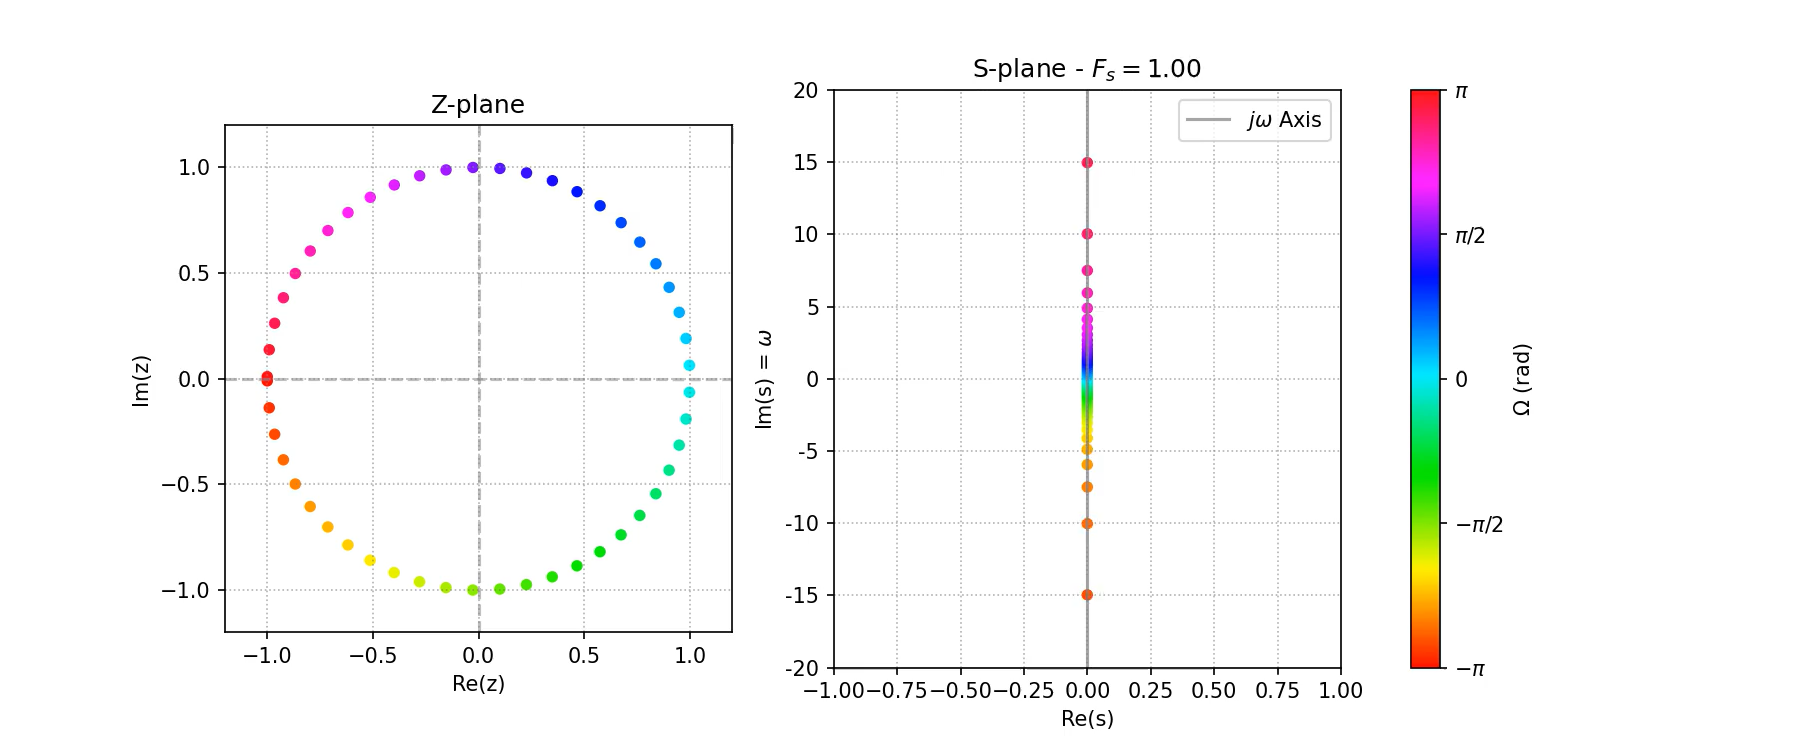 Z-plane
1.0
0.5
0.0
−0.5
−1.0
Im(z)
−1.0 −0.5 0.0 0.5 1.0
Re(z)
S-plane - Fₛ = 1.00
jω Axis
20
15
10
5
0
-5
-10
-15
-20
Im(s) = ω
−1.00 −0.75 −0.50 −0.25 0.00 0.25 0.50 0.75 1.00
Re(s)
π
π/2
0
−π/2
−π
Ω (rad)